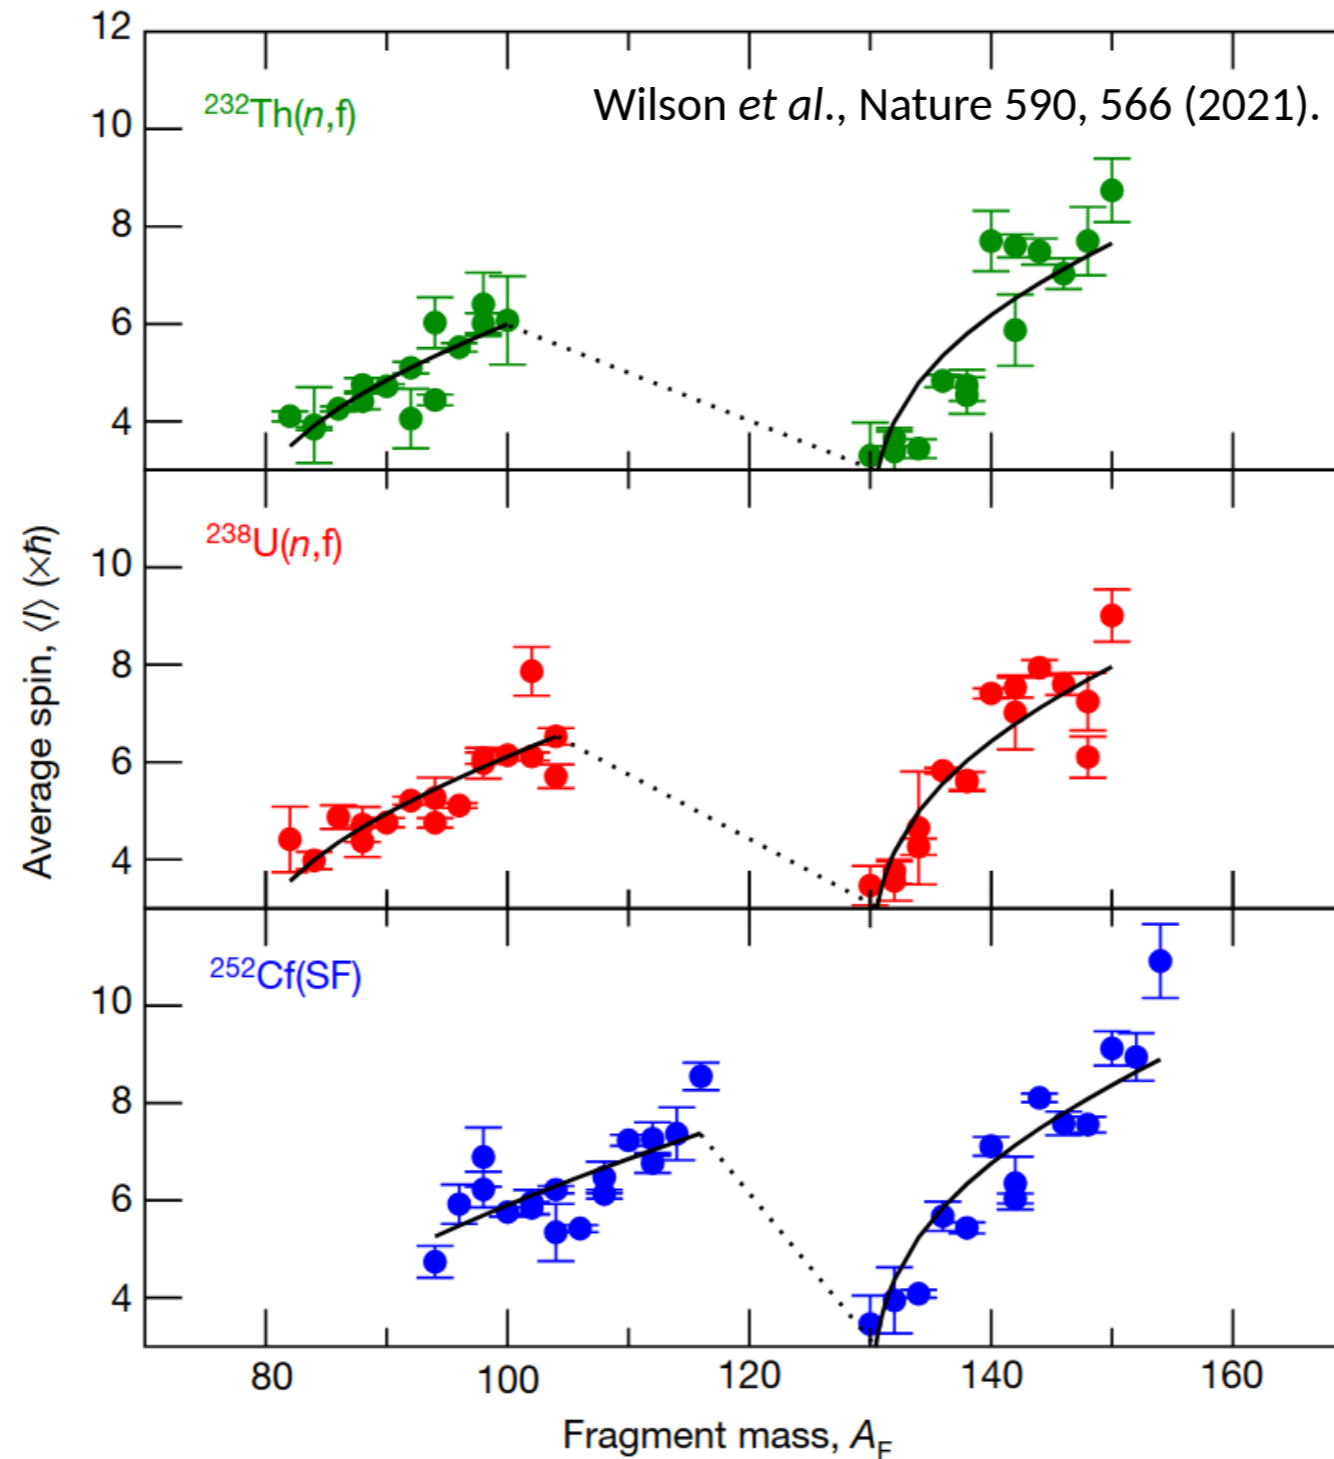 12
²³²Th(n,f)
Wilson et al., Nature 590, 566 (2021).
10
8
6
4
²³⁸U(n,f)
10
8
6
4
Average spin, ⟨I⟩ (×ℏ)
²⁵²Cf(SF)
10
8
6
4
80 100 120 140 160
Fragment mass, A_F